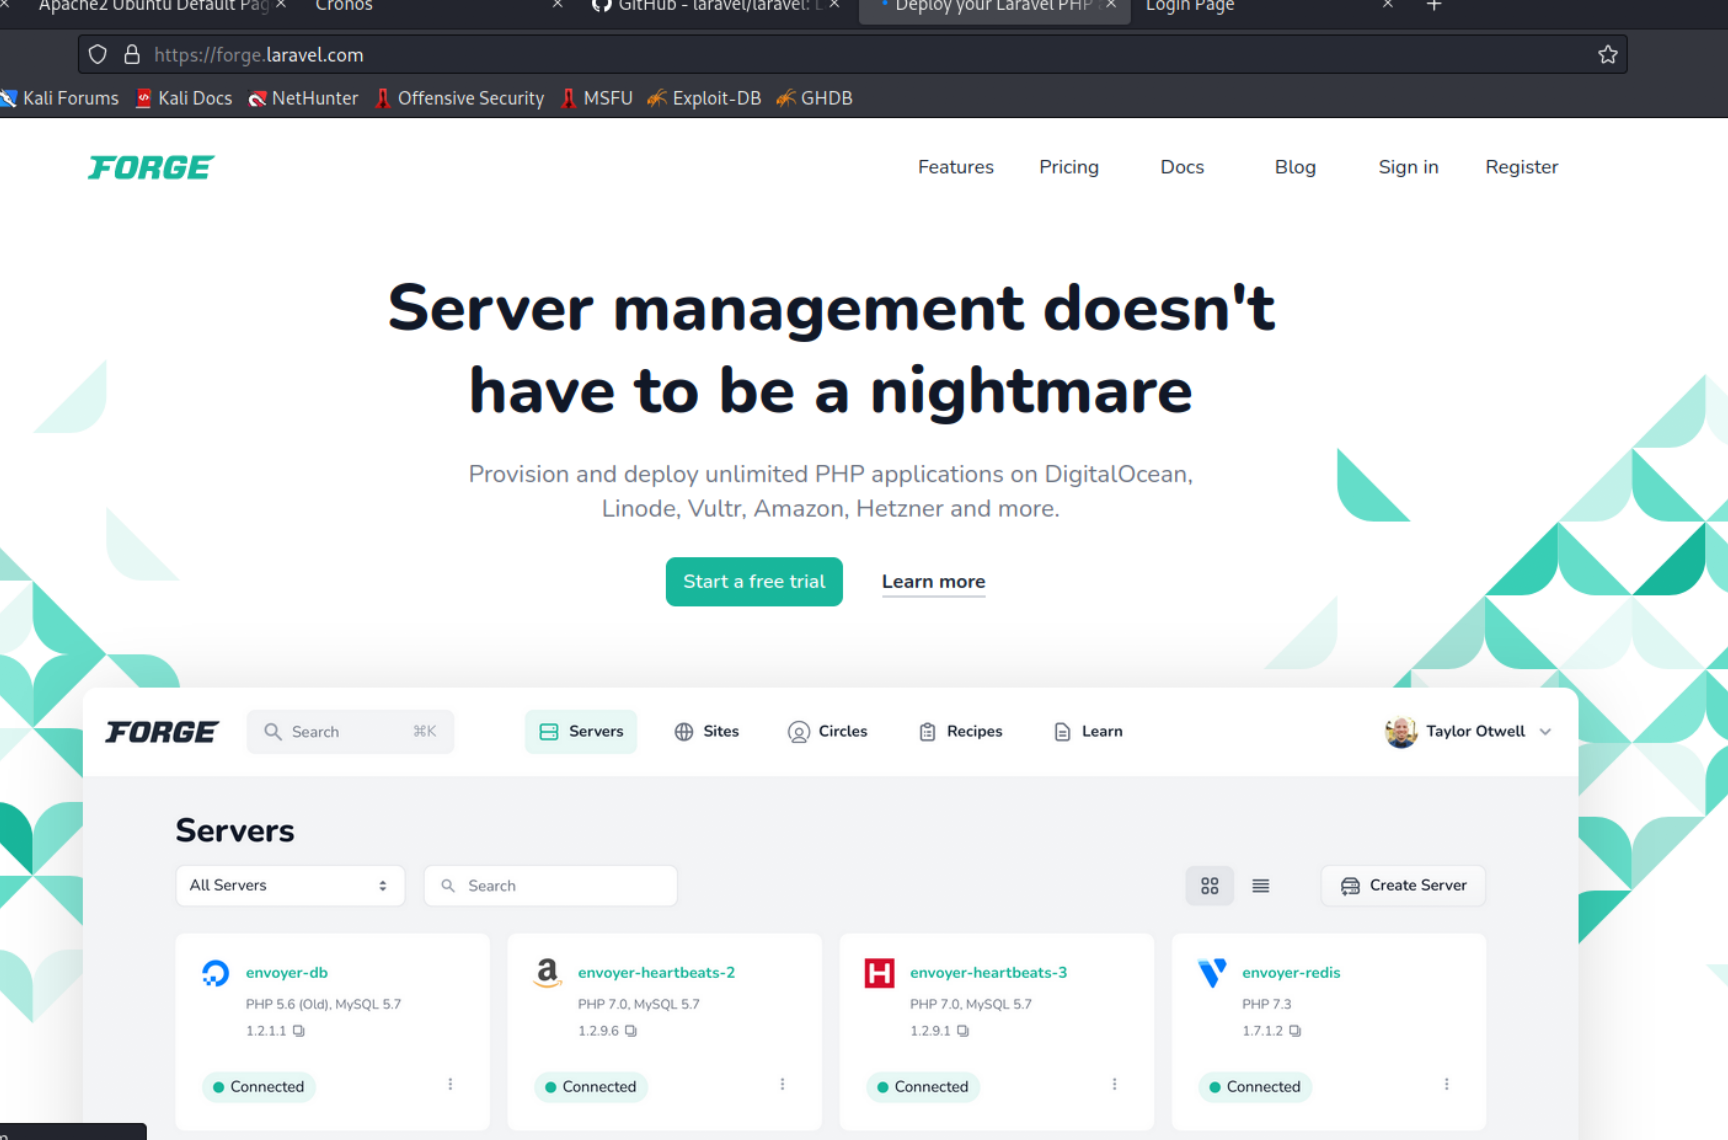 Apache2 Ubuntu Default Pag
Cronos
GitHub - laravel/laravel: L
Deploy your Laravel PHP
Login Page
https://forge.laravel.com
Kali Forums
Kali Docs
NetHunter
Offensive Security
MSFU
Exploit-DB
GHDB
FORGE
Features
Pricing
Docs
Blog
Sign in
Register
Server management doesn't
have to be a nightmare
Provision and deploy unlimited PHP applications on DigitalOcean,
Linode, Vultr, Amazon, Hetzner and more.
Start a free trial
Learn more
FORGE
Search
⌘K
Servers
Sites
Circles
Recipes
Learn
Taylor Otwell
Servers
All Servers
Search
Create Server
envoyer-db
PHP 5.6 (Old), MySQL 5.7
1.2.1.1
Connected
envoyer-heartbeats-2
PHP 7.0, MySQL 5.7
1.2.9.6
Connected
envoyer-heartbeats-3
PHP 7.0, MySQL 5.7
1.2.9.1
Connected
envoyer-redis
PHP 7.3
1.7.1.2
Connected